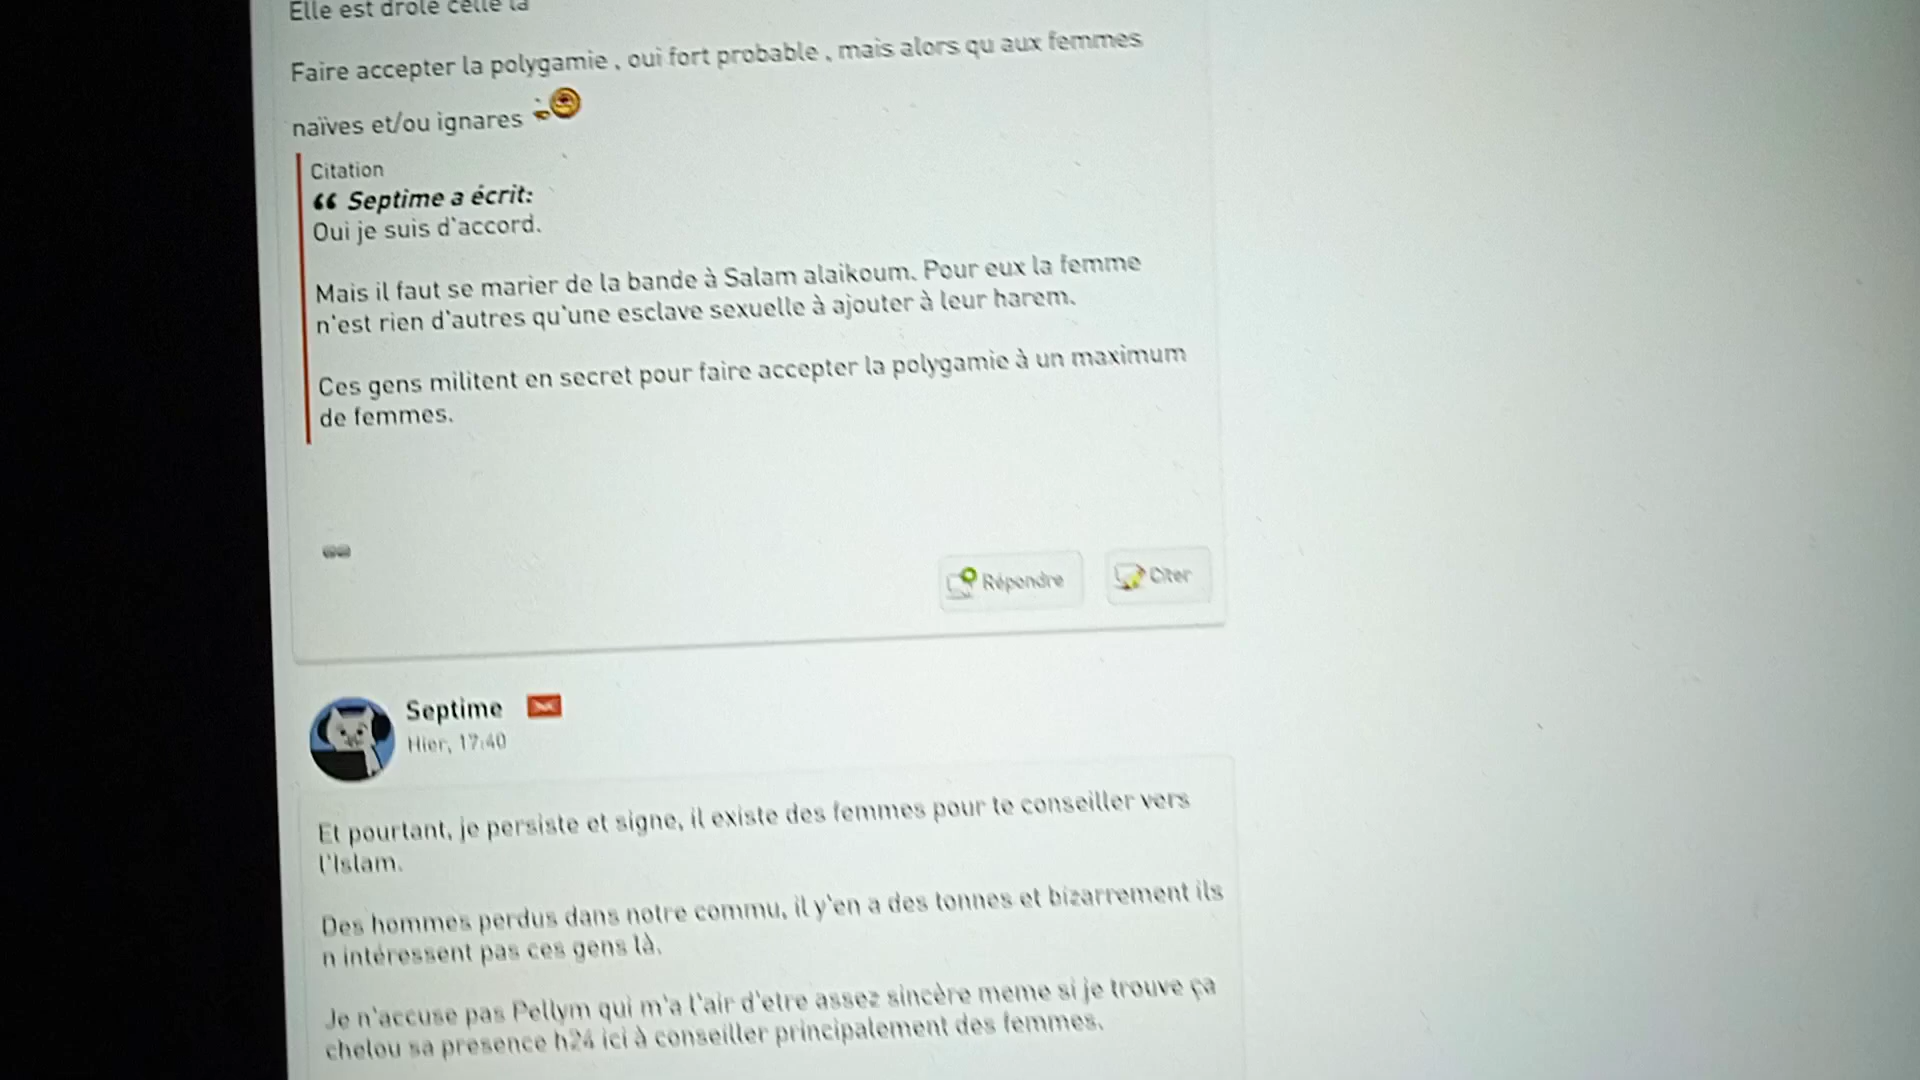 Elle est drole celle la
Faire accepter la polygamie , oui fort probable , mais alors qu aux femmes
naïves et/ou ignares
Citation
“ Septime a écrit:
Oui je suis d'accord.
Mais il faut se marier de la bande à Salam alaikoum. Pour eux la femme
n'est rien d'autres qu'une esclave sexuelle à ajouter à leur harem.
Ces gens militent en secret pour faire accepter la polygamie à un maximum
de femmes.
Répondre
Citer
Septime
Hier, 17:40
Et pourtant, je persiste et signe, il existe des femmes pour te conseiller vers
l'Islam.
Des hommes perdus dans notre commu, il y'en a des tonnes et bizarrement ils
n intéressent pas ces gens là.
Je n'accuse pas Pellym qui m'a l'air d'etre assez sincère meme si je trouve ça
chelou sa presence h24 ici à conseiller principalement des femmes.